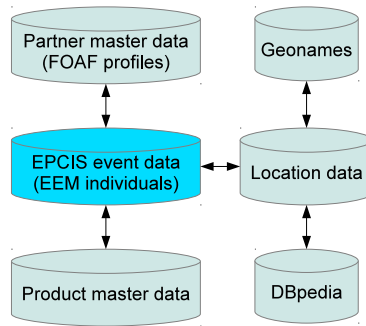 Partner master data
(FOAF profiles)
Geonames
EPCIS event data
(EEM individuals)
Location data
Product master data
DBpedia